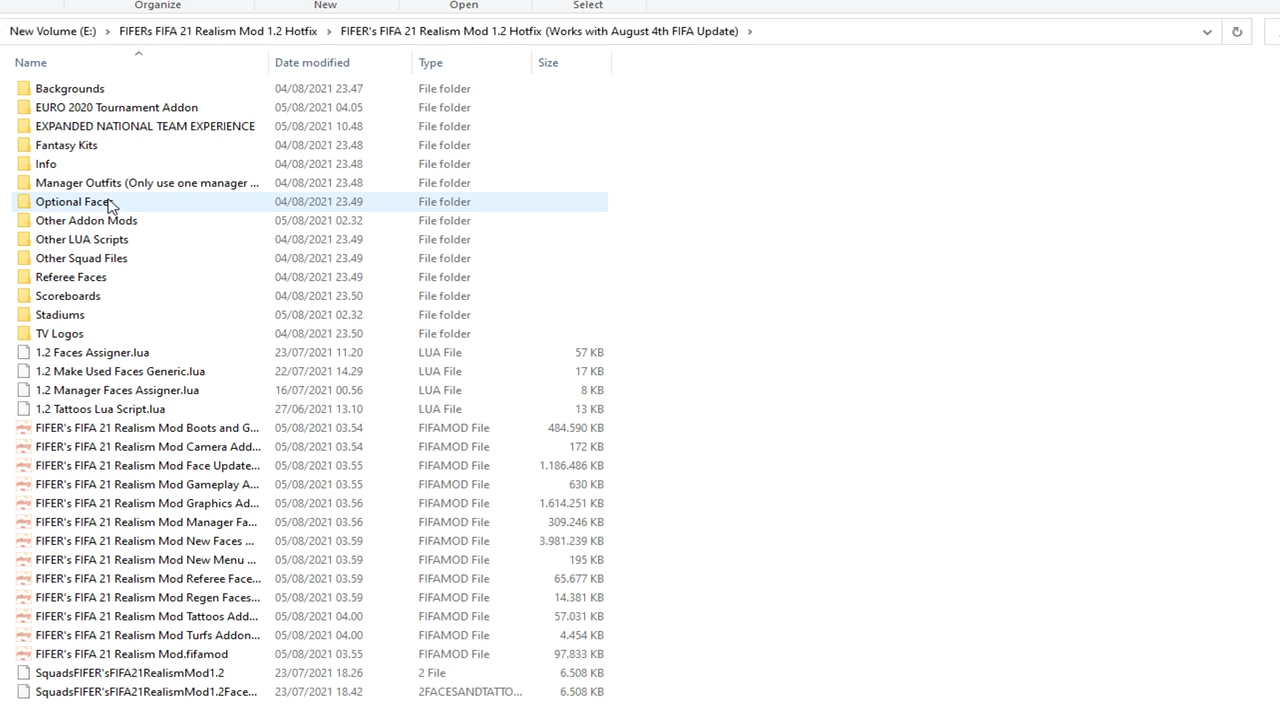 Organize New Open Select
New Volume (E:) > FIFERs FIFA 21 Realism Mod 1.2 Hotfix > FIFER's FIFA 21 Realism Mod 1.2 Hotfix (Works with August 4th FIFA Update) >
Name Date modified Type Size
Backgrounds 04/08/2021 23.47 File folder
EURO 2020 Tournament Addon 05/08/2021 04.05 File folder
EXPANDED NATIONAL TEAM EXPERIENCE 05/08/2021 10.48 File folder
Fantasy Kits 04/08/2021 23.48 File folder
Info 04/08/2021 23.48 File folder
Manager Outfits (Only use one manager ... 04/08/2021 23.48 File folder
Optional Faces 04/08/2021 23.49 File folder
Other Addon Mods 05/08/2021 02.32 File folder
Other LUA Scripts 04/08/2021 23.49 File folder
Other Squad Files 04/08/2021 23.49 File folder
Referee Faces 04/08/2021 23.49 File folder
Scoreboards 04/08/2021 23.50 File folder
Stadiums 05/08/2021 02.32 File folder
TV Logos 04/08/2021 23.50 File folder
1.2 Faces Assigner.lua 23/07/2021 11.20 LUA File 57 KB
1.2 Make Used Faces Generic.lua 22/07/2021 14.29 LUA File 17 KB
1.2 Manager Faces Assigner.lua 16/07/2021 00.56 LUA File 8 KB
1.2 Tattoos Lua Script.lua 27/06/2021 13.10 LUA File 13 KB
FIFER's FIFA 21 Realism Mod Boots and G... 05/08/2021 03.54 FIFAMOD File 484.590 KB
FIFER's FIFA 21 Realism Mod Camera Add... 05/08/2021 03.54 FIFAMOD File 172 KB
FIFER's FIFA 21 Realism Mod Face Update... 05/08/2021 03.55 FIFAMOD File 1.186.486 KB
FIFER's FIFA 21 Realism Mod Gameplay A... 05/08/2021 03.55 FIFAMOD File 630 KB
FIFER's FIFA 21 Realism Mod Graphics Ad... 05/08/2021 03.56 FIFAMOD File 1.614.251 KB
FIFER's FIFA 21 Realism Mod Manager Fa... 05/08/2021 03.56 FIFAMOD File 309.246 KB
FIFER's FIFA 21 Realism Mod New Faces ... 05/08/2021 03.59 FIFAMOD File 3.981.239 KB
FIFER's FIFA 21 Realism Mod New Menu ... 05/08/2021 03.59 FIFAMOD File 195 KB
FIFER's FIFA 21 Realism Mod Referee Face... 05/08/2021 03.59 FIFAMOD File 65.677 KB
FIFER's FIFA 21 Realism Mod Regen Faces... 05/08/2021 03.59 FIFAMOD File 14.381 KB
FIFER's FIFA 21 Realism Mod Tattoos Add... 05/08/2021 04.00 FIFAMOD File 57.031 KB
FIFER's FIFA 21 Realism Mod Turfs Addon... 05/08/2021 04.00 FIFAMOD File 4.454 KB
FIFER's FIFA 21 Realism Mod.fifamod 05/08/2021 03.55 FIFAMOD File 97.833 KB
SquadsFIFER'sFIFA21RealismMod1.2 23/07/2021 18.26 2 File 6.508 KB
SquadsFIFER'sFIFA21RealismMod1.2Face... 23/07/2021 18.42 2FACESANDTATTO... 6.508 KB